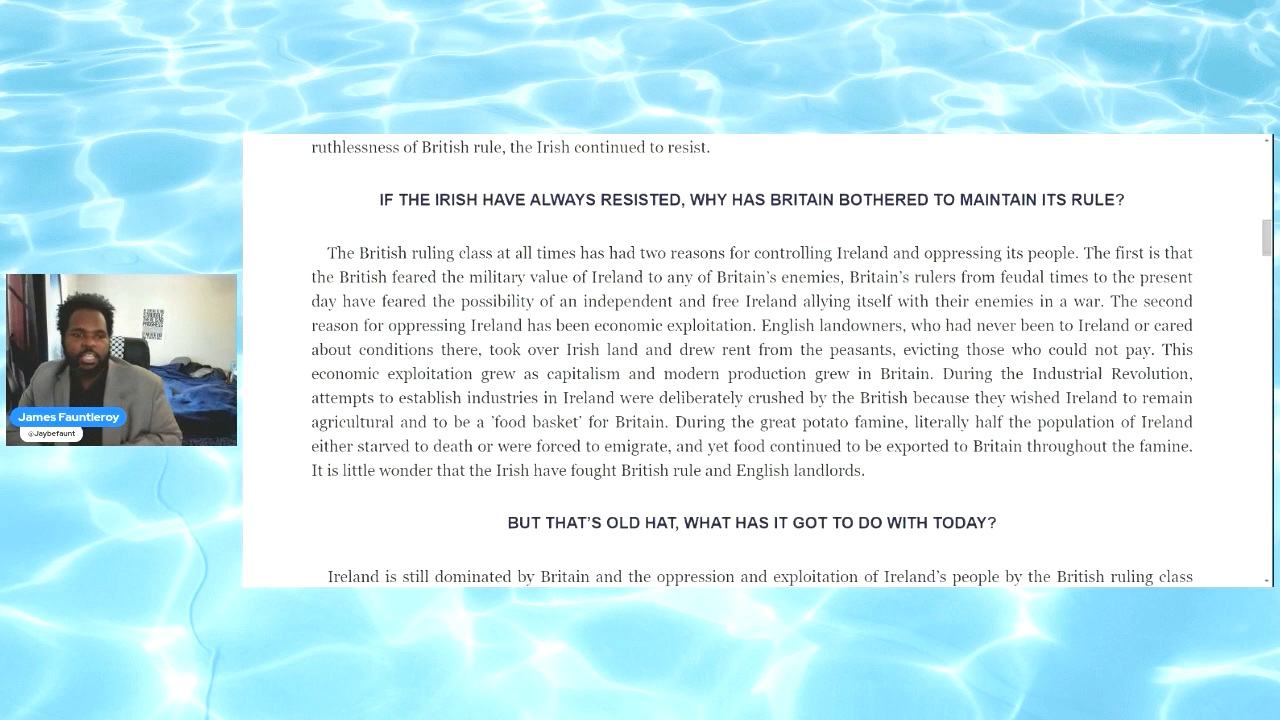 ruthlessness of British rule, the Irish continued to resist.
IF THE IRISH HAVE ALWAYS RESISTED, WHY HAS BRITAIN BOTHERED TO MAINTAIN ITS RULE?
The British ruling class at all times has had two reasons for controlling Ireland and oppressing its people. The first is that
the British feared the military value of Ireland to any of Britain's enemies, Britain's rulers from feudal times to the present
day have feared the possibility of an independent and free Ireland allying itself with their enemies in a war. The second
reason for oppressing Ireland has been economic exploitation. English landowners, who had never been to Ireland or cared
about conditions there, took over Irish land and drew rent from the peasants, evicting those who could not pay. This
economic exploitation grew as capitalism and modern production grew in Britain. During the Industrial Revolution,
attempts to establish industries in Ireland were deliberately crushed by the British because they wished Ireland to remain
agricultural and to be a 'food basket' for Britain. During the great potato famine, literally half the population of Ireland
either starved to death or were forced to emigrate, and yet food continued to be exported to Britain throughout the famine.
It is little wonder that the Irish have fought British rule and English landlords.
BUT THAT'S OLD HAT, WHAT HAS IT GOT TO DO WITH TODAY?
Ireland is still dominated by Britain and the oppression and exploitation of Ireland's people by the British ruling class
James Fauntleroy
@Jaybefaunt